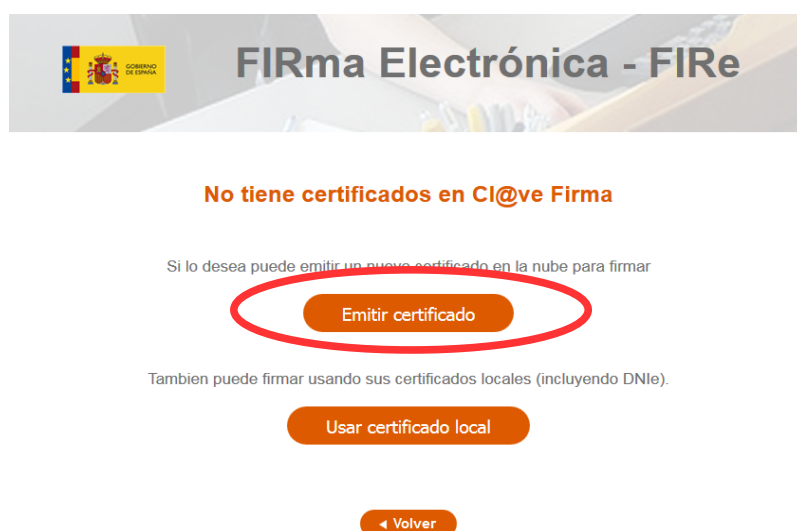 GOBIERNO
DE ESPAÑA
FIRma Electrónica - FIRe
No tiene certificados en Cl@ve Firma
Si lo desea puede emitir un nuevo certificado en la nube para firmar
Emitir certificado
Tambien puede firmar usando sus certificados locales (incluyendo DNIe).
Usar certificado local
Volver